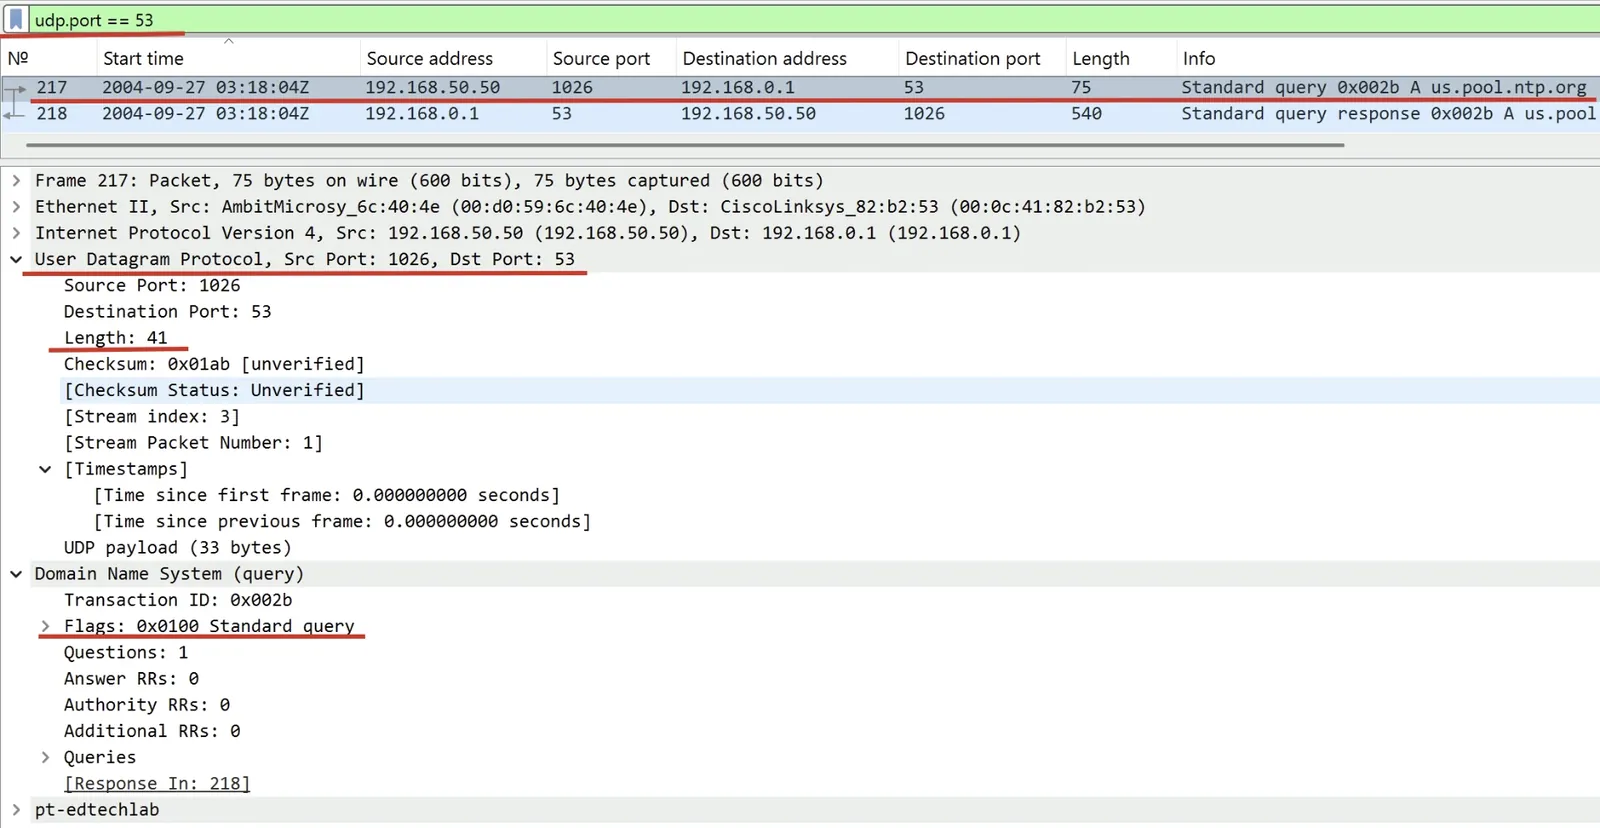 udp.port == 53
№ Start time Source address Source port Destination address Destination port Length Info
217 2004-09-27 03:18:04Z 192.168.50.50 1026 192.168.0.1 53 75 Standard query 0x002b A us.pool.ntp.org
218 2004-09-27 03:18:04Z 192.168.0.1 53 192.168.50.50 1026 540 Standard query response 0x002b A us.pool
Frame 217: Packet, 75 bytes on wire (600 bits), 75 bytes captured (600 bits)
Ethernet II, Src: AmbitMicrosy_6c:40:4e (00:d0:59:6c:40:4e), Dst: CiscoLinksys_82:b2:53 (00:0c:41:82:b2:53)
Internet Protocol Version 4, Src: 192.168.50.50 (192.168.50.50), Dst: 192.168.0.1 (192.168.0.1)
User Datagram Protocol, Src Port: 1026, Dst Port: 53
Source Port: 1026
Destination Port: 53
Length: 41
Checksum: 0x01ab [unverified]
[Checksum Status: Unverified]
[Stream index: 3]
[Stream Packet Number: 1]
[Timestamps]
[Time since first frame: 0.000000000 seconds]
[Time since previous frame: 0.000000000 seconds]
UDP payload (33 bytes)
Domain Name System (query)
Transaction ID: 0x002b
Flags: 0x0100 Standard query
Questions: 1
Answer RRs: 0
Authority RRs: 0
Additional RRs: 0
Queries
[Response In: 218]
pt-edtechlab